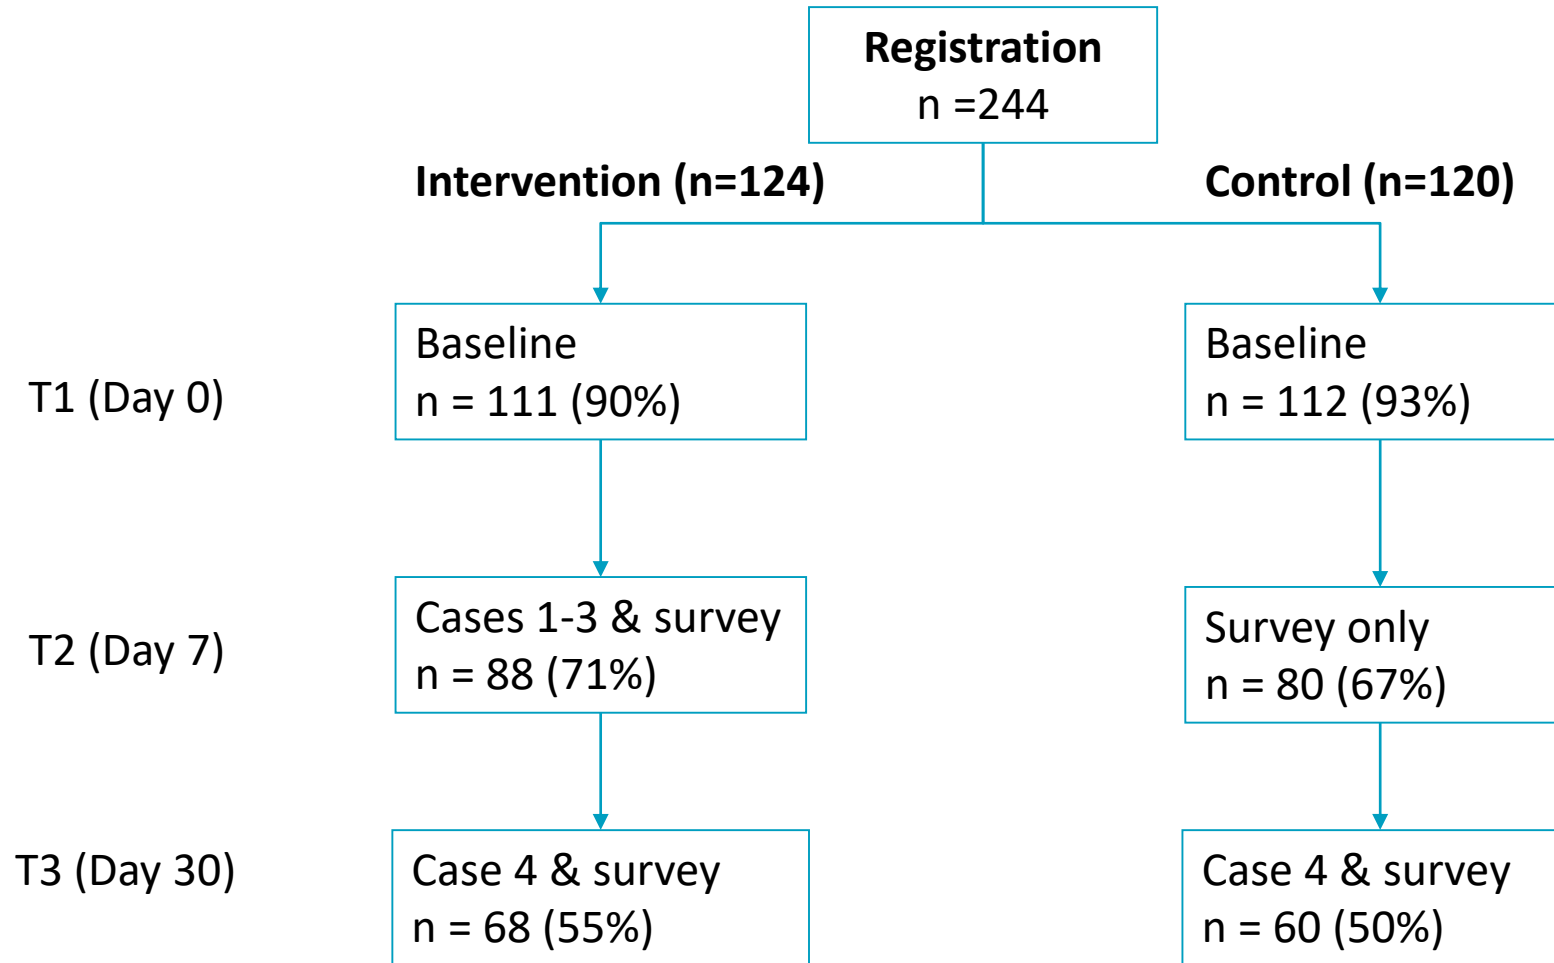 Registration
n =244
Intervention (n=124)
Control (n=120)
T1 (Day 0)
Baseline
n = 111 (90%)
Baseline
n = 112 (93%)
T2 (Day 7)
Cases 1-3 & survey
n = 88 (71%)
Survey only
n = 80 (67%)
T3 (Day 30)
Case 4 & survey
n = 68 (55%)
Case 4 & survey
n = 60 (50%)